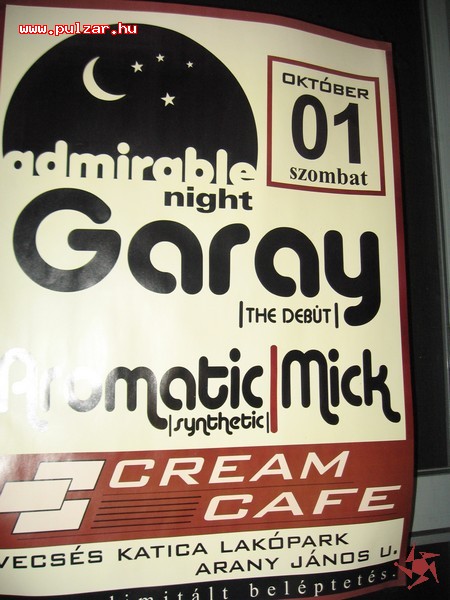 www.pulzar.hu
OKTÓBER
01
szombat
admirable
night
Garay
|THE DEBÚT|
Aromatic|Mick
|synthetic|
CREAM
CAFE
VECSÉS KATICA LAKÓPARK
ARANY JÁNOS U.
limitált beléptetés.